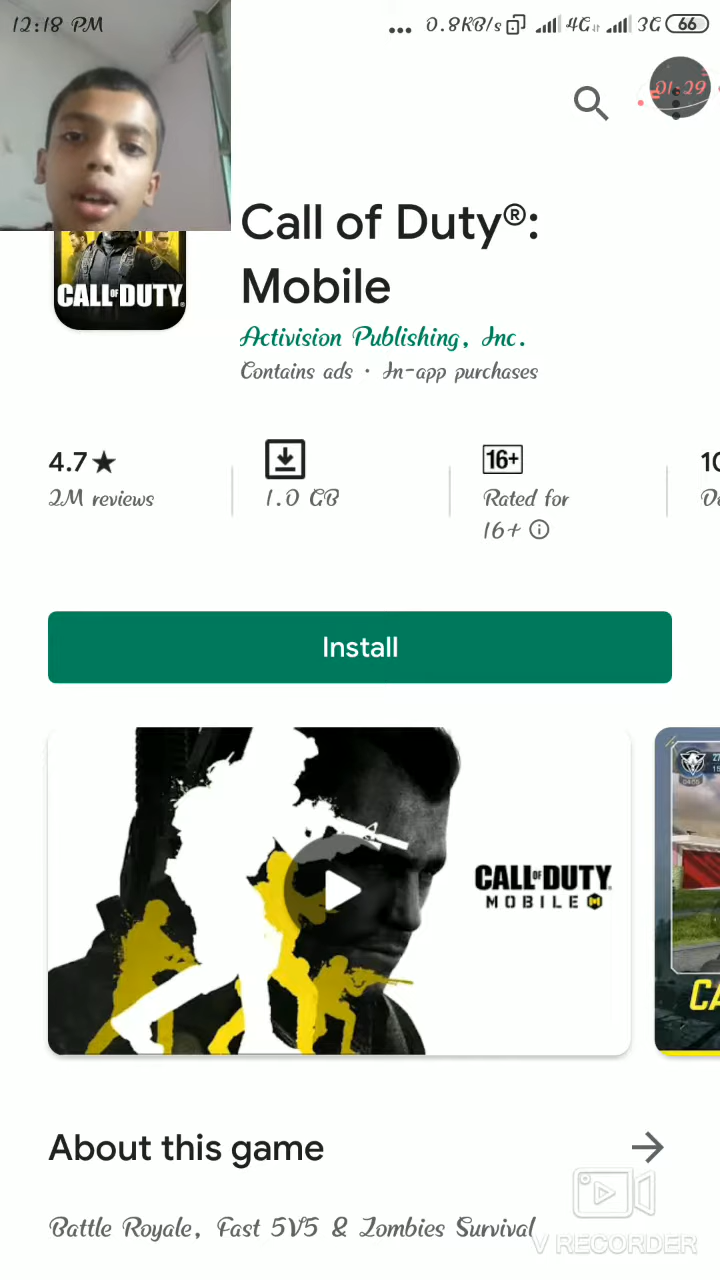 12:18 PM ... 0.8KB/s 4G 3G 66
01:29
Call of Duty®:
Mobile
CALL OF DUTY
Activision Publishing, Inc.
Contains ads · In-app purchases
4.7★ 16+
2M reviews 1.0 GB Rated for
16+
Install
CALL OF DUTY
MOBILE
About this game
Battle Royale, Fast 5V5 & Zombies Survival
V RECORDER